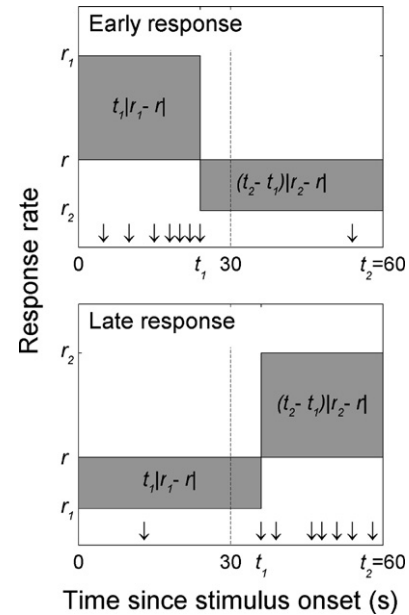 Early response
r1
t1|r1- r|
r
(t2- t1)|r2- r|
r2
0 t1 30 t2=60
Response rate
Late response
r2
(t2- t1)|r2- r|
r
t1|r1- r|
r1
0 30 t1 t2=60
Time since stimulus onset (s)